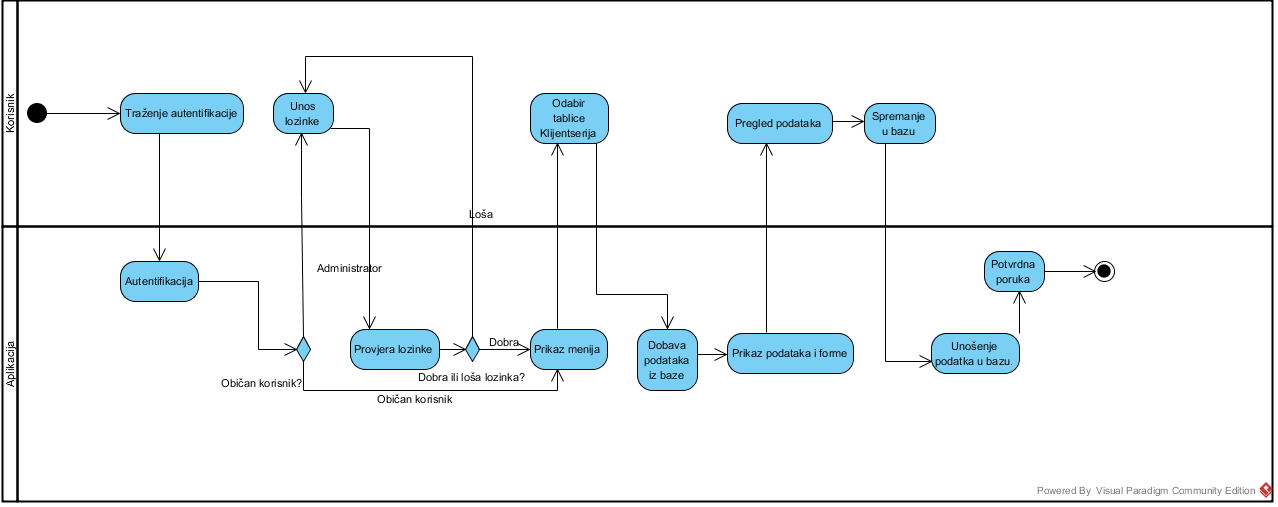 Korisnik
Traženje autentifikacije
Unos
lozinke
Odabir
tablice
Klijentserija
Pregled podataka
Spremanje
u bazu
Loša
Aplikacija
Autentifikacija
Administrator
Običan korisnik?
Provjera lozinke
Dobra ili loša lozinka?
Dobra
Običan korisnik
Prikaz menija
Dobava
podataka
iz baze
Prikaz podataka i forme
Unošenje
podatka u bazu.
Potvrdna
poruka
Powered By Visual Paradigm Community Edition